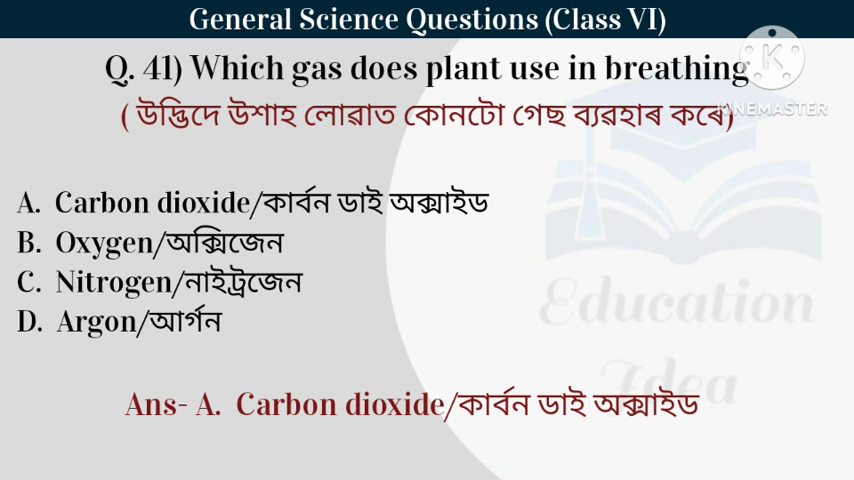 General Science Questions (Class VI)
Q. 41) Which gas does plant use in breathing
( উদ্ভিদে উশাহ লোৱাত কোনটো গেছ ব্যৱহাৰ কৰে)
K
KINEMASTER
A. Carbon dioxide/কাৰ্বন ডাই অক্সাইড
B. Oxygen/অক্সিজেন
C. Nitrogen/নাইট্ৰজেন
D. Argon/আৰ্গন
Education
Idea
Ans- A. Carbon dioxide/কাৰ্বন ডাই অক্সাইড